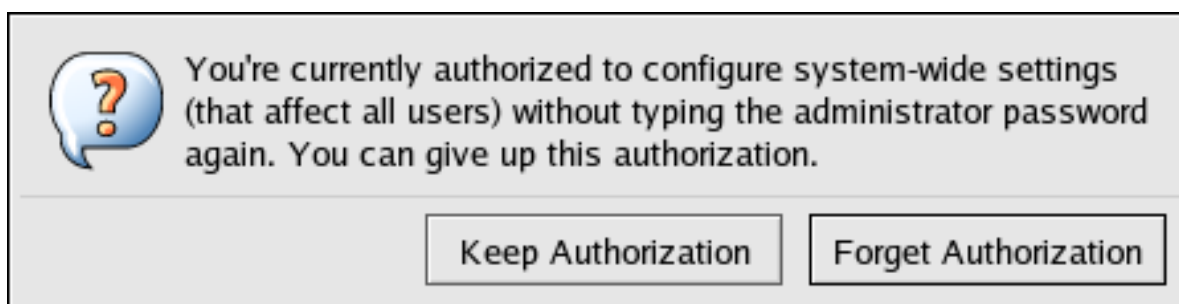 You're currently authorized to configure system-wide settings
(that affect all users) without typing the administrator password
again. You can give up this authorization.
Keep Authorization
Forget Authorization